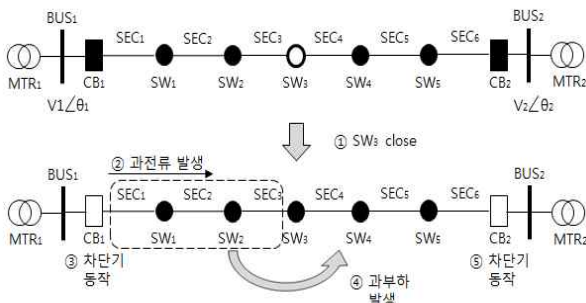 BUS₁ BUS₂
SEC₁ SEC₂ SEC₃ SEC₄ SEC₅ SEC₆
MTR₁ CB₁ SW₁ SW₂ SW₃ SW₄ SW₅ CB₂ MTR₂
V1∠θ₁ V₂∠θ₂
① SW₃ close
② 과전류 발생
BUS₁ BUS₂
SEC₁ SEC₂ SEC₃ SEC₄ SEC₅ SEC₆
MTR₁ CB₁ SW₁ SW₂ SW₃ SW₄ SW₅ CB₂ MTR₂
③ 차단기
동작
④ 과부하
발생
⑤ 차단기
동작